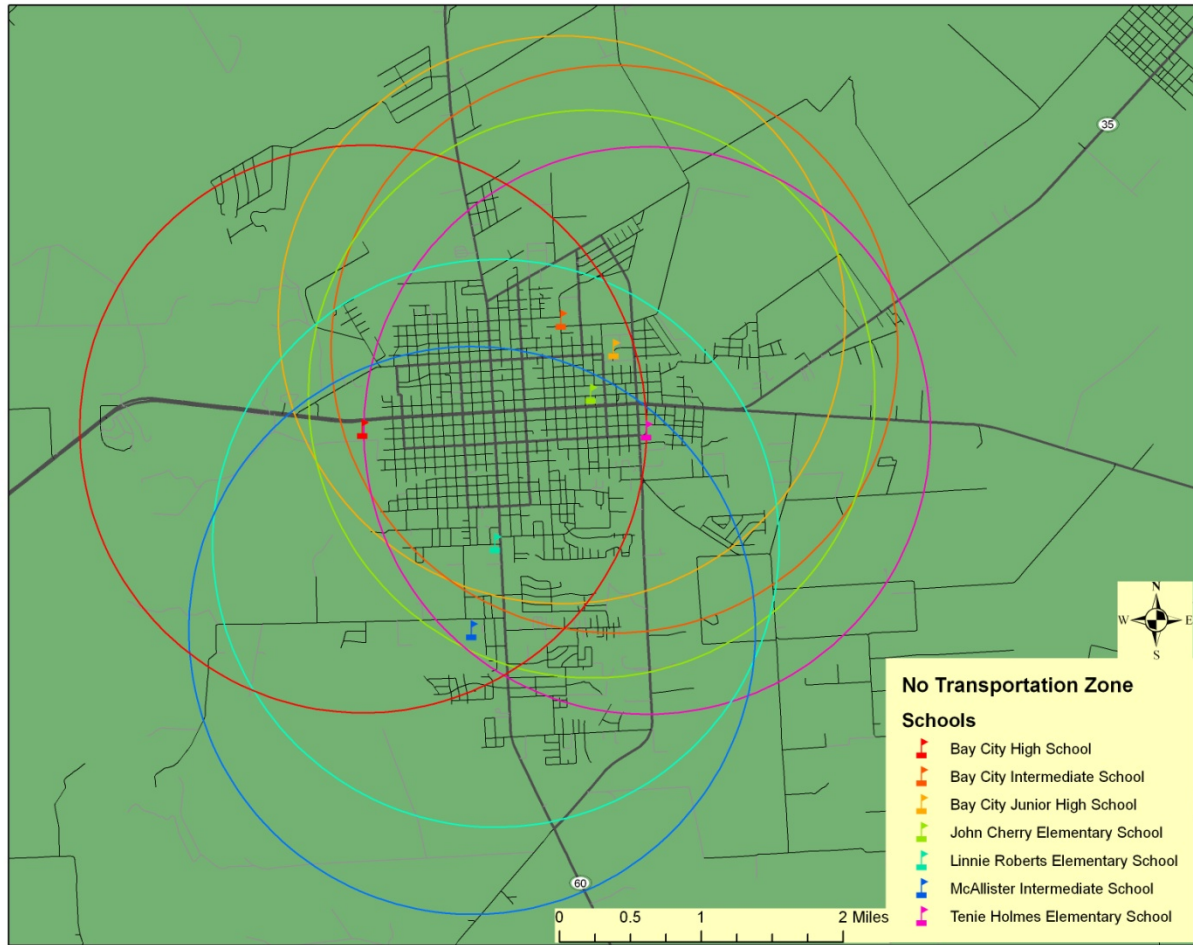 35
N
W E
S
No Transportation Zone
Schools
Bay City High School
Bay City Intermediate School
Bay City Junior High School
John Cherry Elementary School
Linnie Roberts Elementary School
McAllister Intermediate School
Tenie Holmes Elementary School
60
0 0.5 1 2 Miles